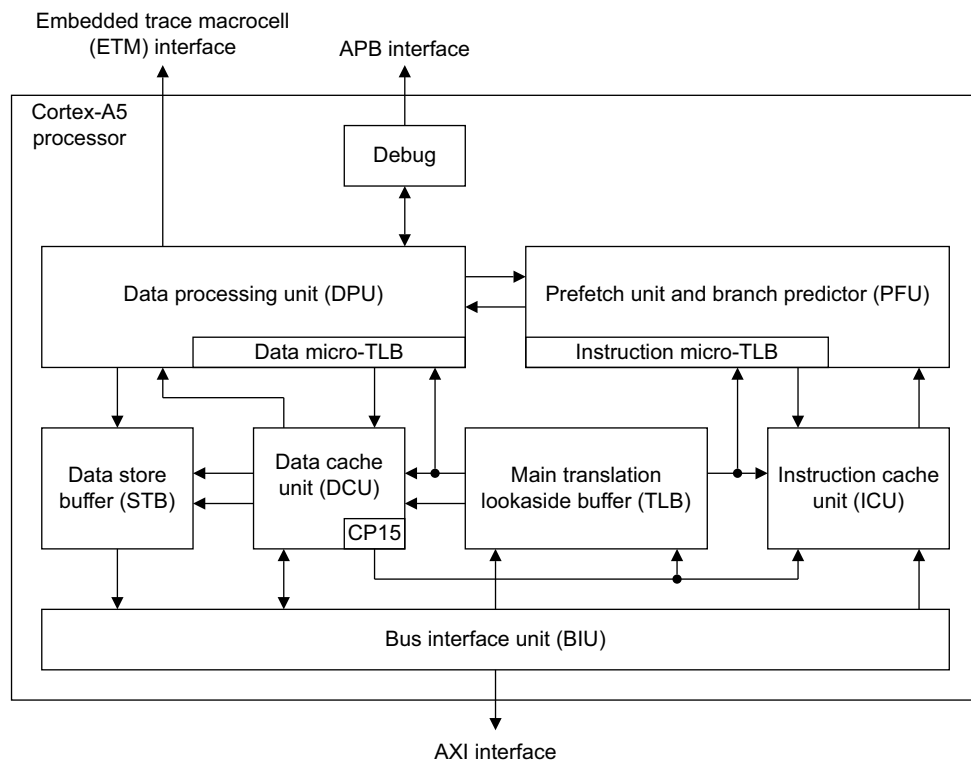 Embedded trace macrocell
(ETM) interface
APB interface
Cortex-A5
processor
Debug
Data processing unit (DPU)
Prefetch unit and branch predictor (PFU)
Data micro-TLB
Instruction micro-TLB
Data store
buffer (STB)
Data cache
unit (DCU)
CP15
Main translation
lookaside buffer (TLB)
Instruction cache
unit (ICU)
Bus interface unit (BIU)
AXI interface